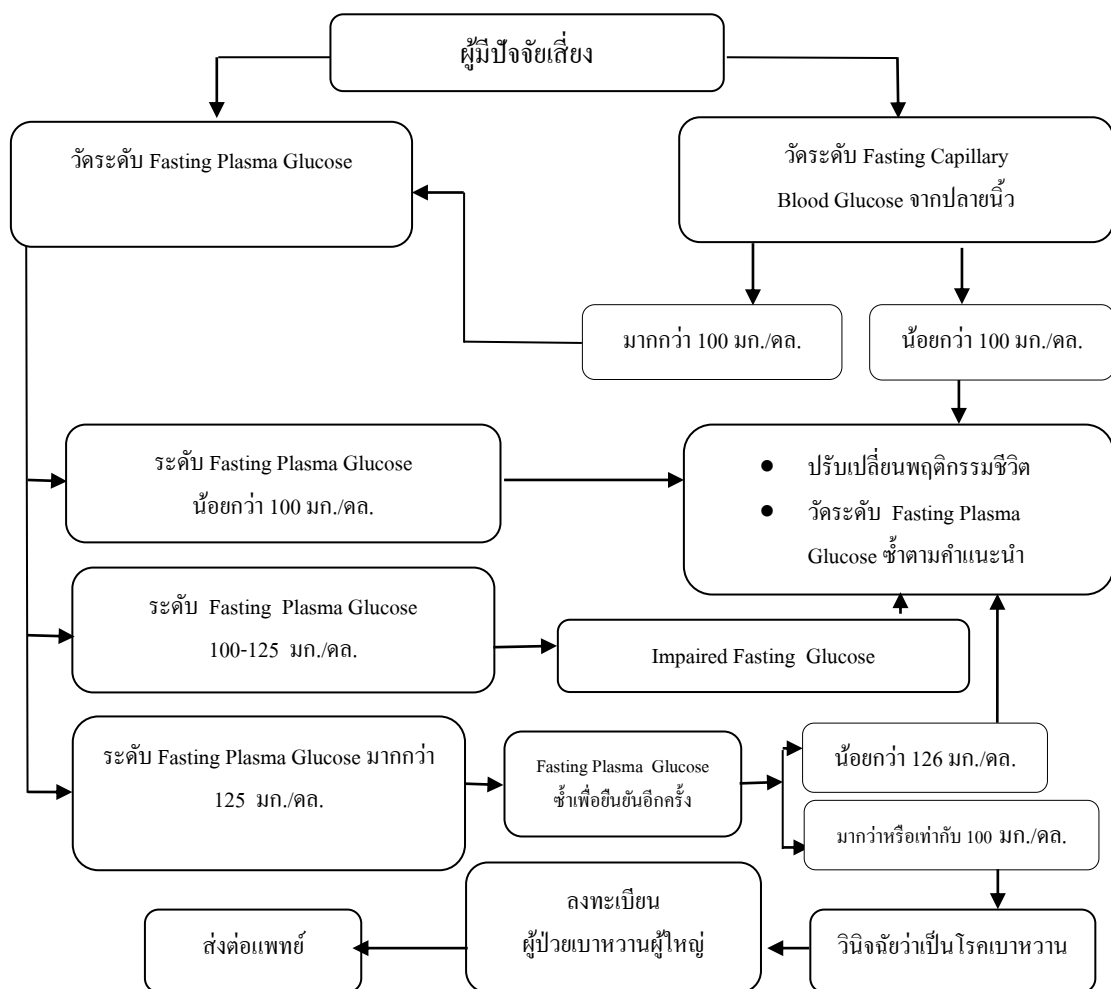 ผู้มีปัจจัยเสี่ยง
วัดระดับ Fasting Plasma Glucose
วัดระดับ Fasting Capillary
Blood Glucose จากปลายนิ้ว
มากกว่า 100 มก./ดล.
น้อยกว่า 100 มก./ดล.
ระดับ Fasting Plasma Glucose
น้อยกว่า 100 มก./ดล.
● ปรับเปลี่ยนพฤติกรรมชีวิต
● วัดระดับ Fasting Plasma
Glucose ซ้ำตามคำแนะนำ
ระดับ Fasting Plasma Glucose
100-125 มก./ดล.
Impaired Fasting Glucose
ระดับ Fasting Plasma Glucose มากกว่า
125 มก./ดล.
Fasting Plasma Glucose
ซ้ำเพื่อยืนยันอีกครั้ง
น้อยกว่า 126 มก./ดล.
มากว่าหรือเท่ากับ 100 มก./ดล.
วินิจฉัยว่าเป็นโรคเบาหวาน
ลงทะเบียน
ผู้ป่วยเบาหวานผู้ใหญ่
ส่งต่อแพทย์